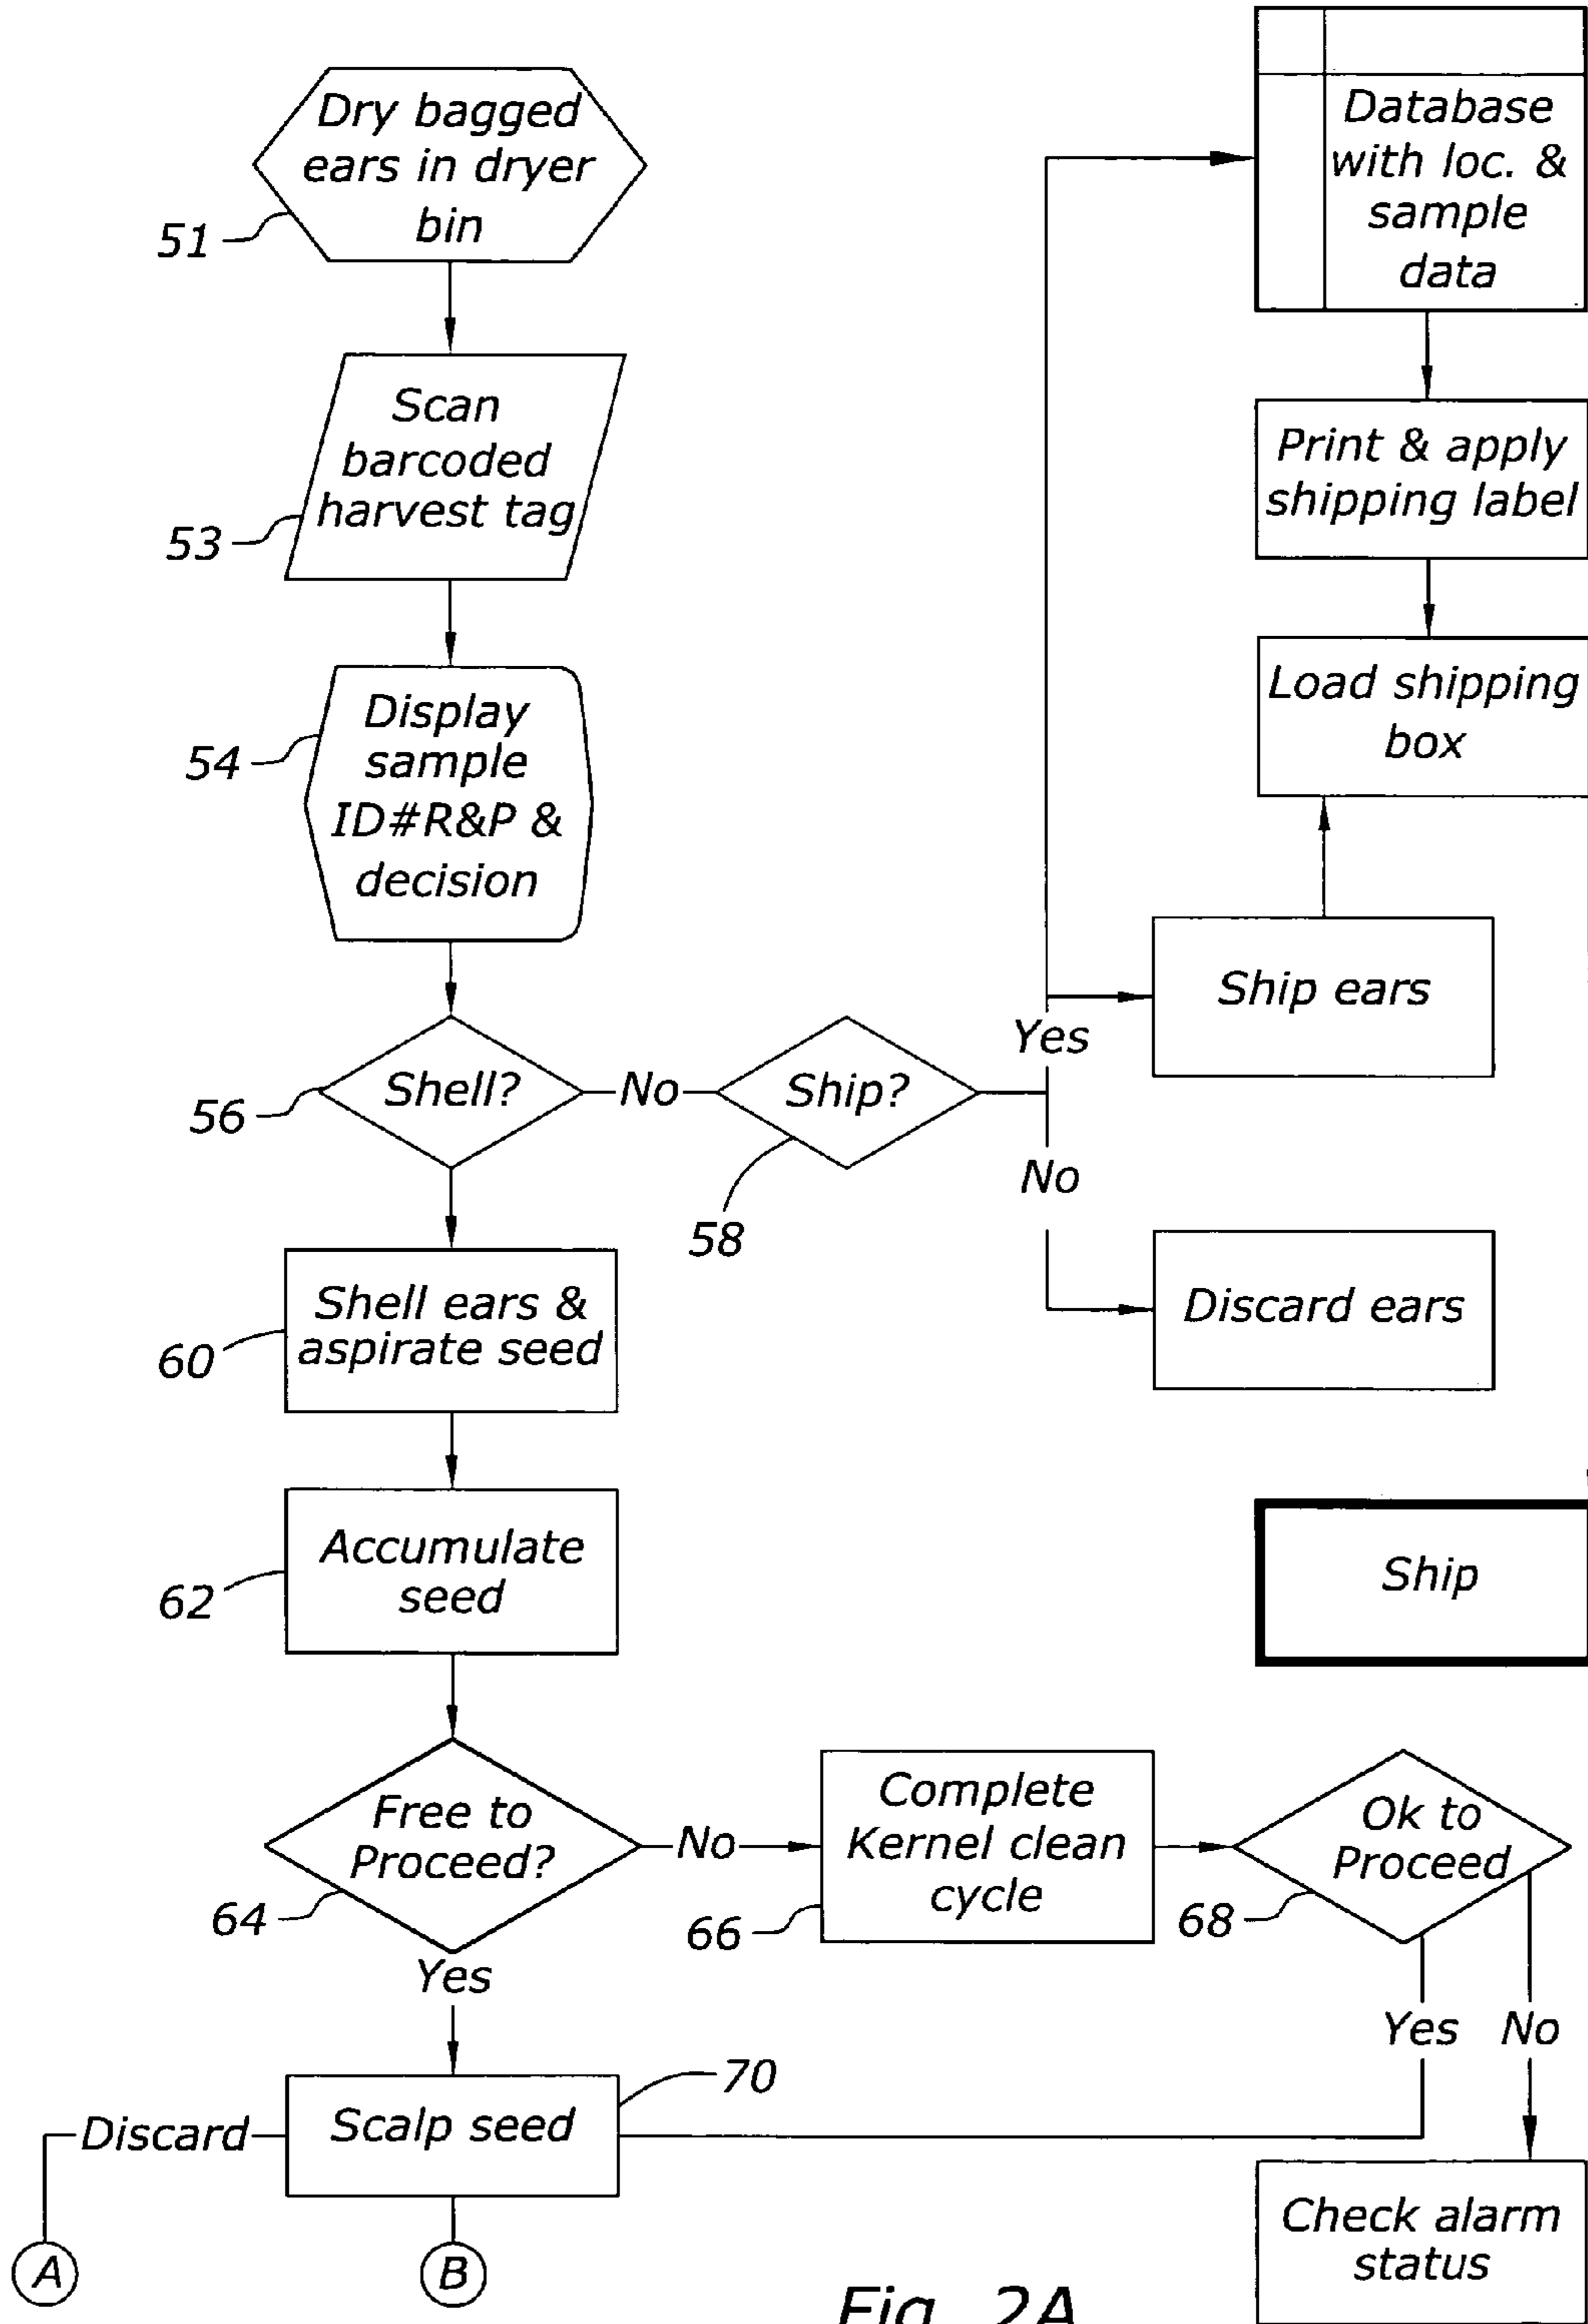 Dry bagged
ears in dryer
bin
51
Scan
barcoded
harvest tag
53
Display
sample
ID#R&P &
decision
54
Shell?
56
No
Ship?
58
Yes
No
Database
with loc. &
sample
data
Print & apply
shipping label
Load shipping
box
Ship ears
Discard ears
Shell ears &
aspirate seed
60
Accumulate
seed
62
Ship
Free to
Proceed?
64
No
Complete
Kernel clean
cycle
66
Ok to
Proceed
68
Yes
Yes
No
Scalp seed
70
Discard
A
B
Check alarm
status
Fig. 2A